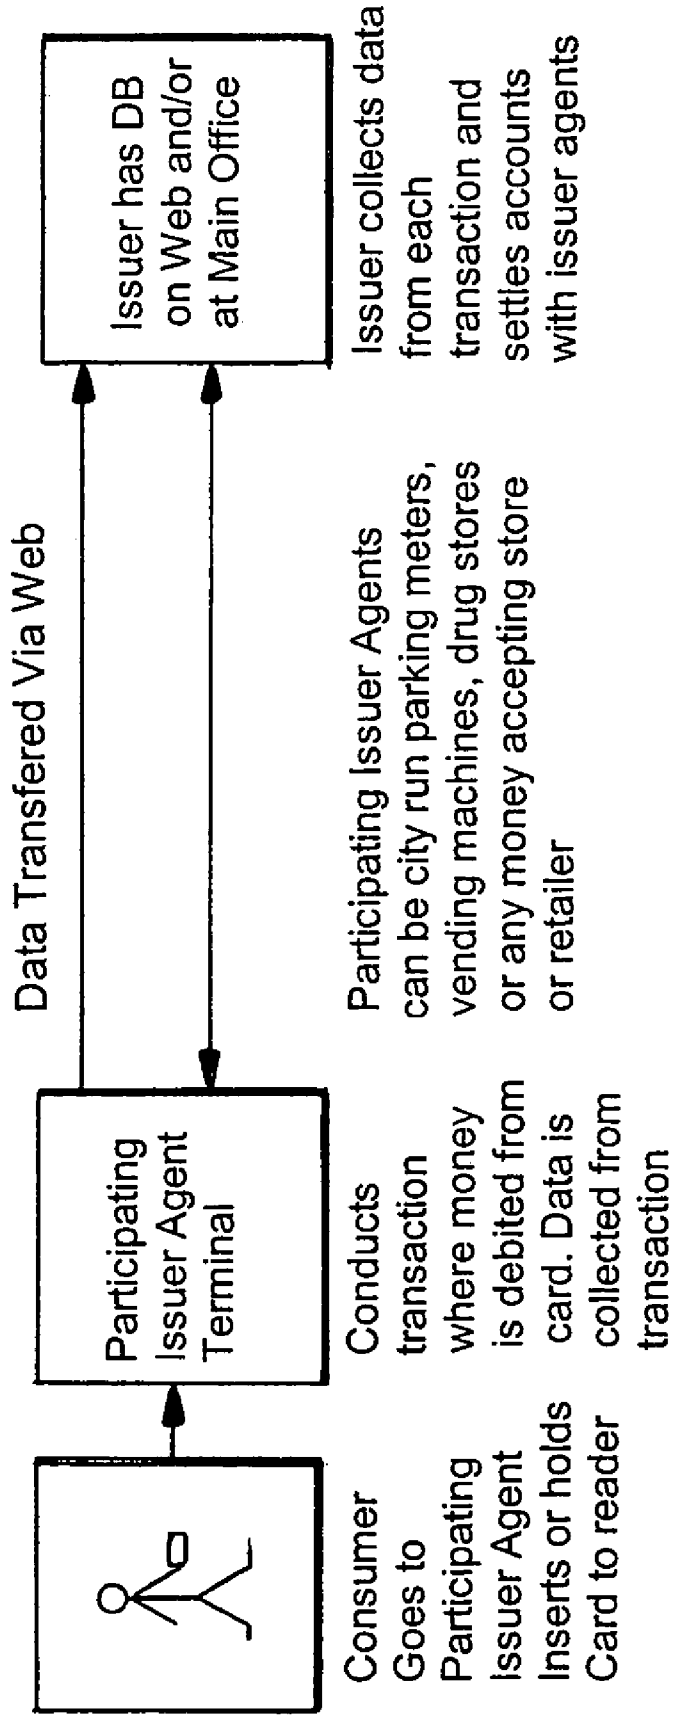 Data Transfered Via Web
Participating
Issuer Agent
Terminal
Issuer has DB
on Web and/or
at Main Office
Consumer
Goes to
Participating
Issuer Agent
Inserts or holds
Card to reader
Conducts
transaction
where money
is debited from
card. Data is
collected from
transaction
Participating Issuer Agents
can be city run parking meters,
vending machines, drug stores
or any money accepting store
or retailer
Issuer collects data
from each
transaction and
settles accounts
with issuer agents